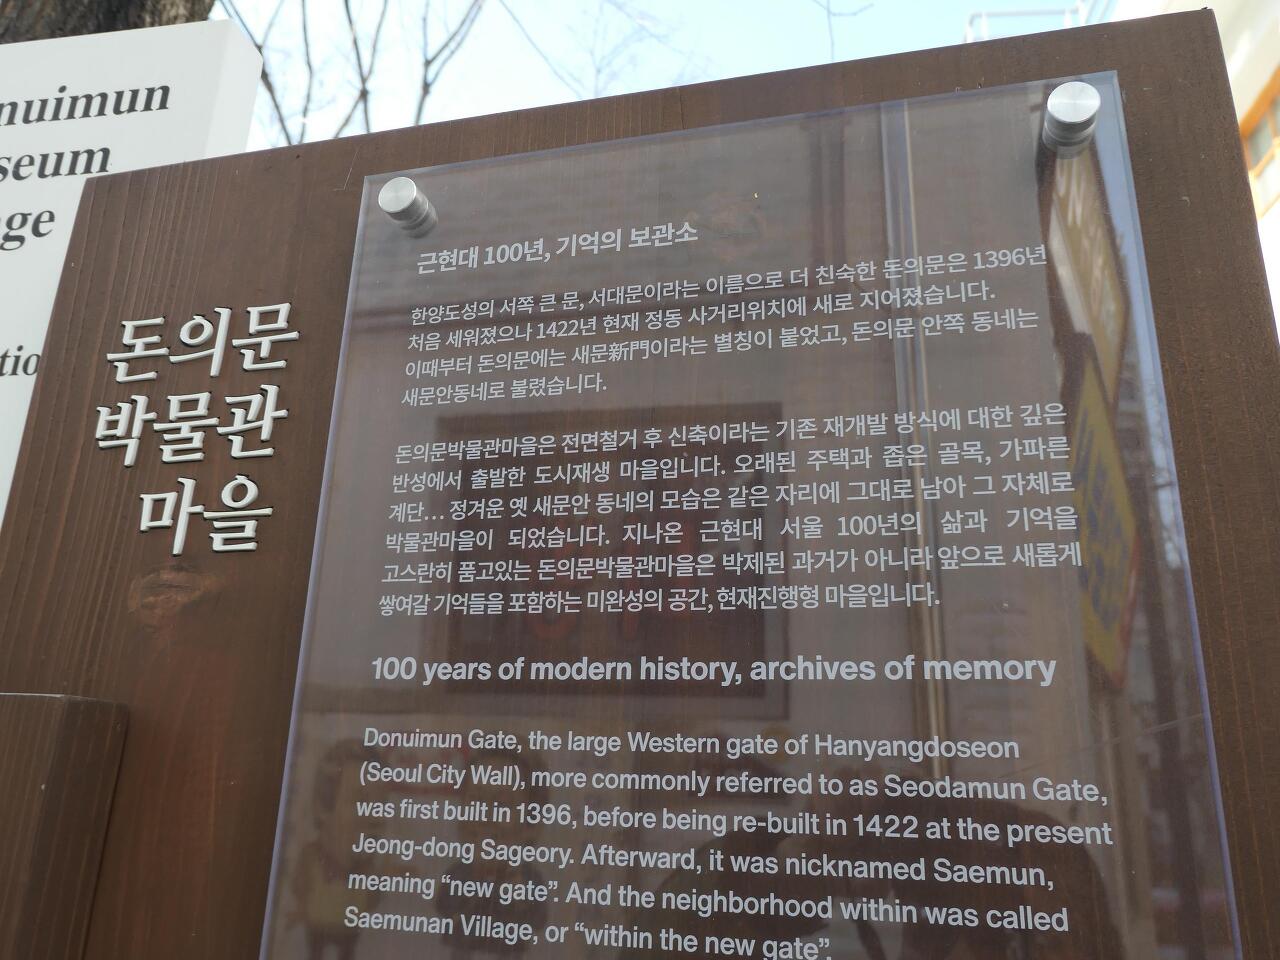 nuimun
seum
ge
tio
돈의문
박물관
마을
근현대 100년, 기억의 보관소
한양도성의 서쪽 큰 문, 서대문이라는 이름으로 더 친숙한 돈의문은 1396년
처음 세워졌으나 1422년 현재 정동 사거리위치에 새로 지어졌습니다.
이때부터 돈의문에는 새문新門이라는 별칭이 붙었고, 돈의문 안쪽 동네는
새문안동네로 불렸습니다.
돈의문박물관마을은 전면철거 후 신축이라는 기존 재개발 방식에 대한 깊은
반성에서 출발한 도시재생 마을입니다. 오래된 주택과 좁은 골목, 가파른
계단... 정겨운 옛 새문안 동네의 모습은 같은 자리에 그대로 남아 그 자체로
박물관마을이 되었습니다. 지나온 근현대 서울 100년의 삶과 기억을
고스란히 품고있는 돈의문박물관마을은 박제된 과거가 아니라 앞으로 새롭게
쌓여갈 기억들을 포함하는 미완성의 공간, 현재진행형 마을입니다.
100 years of modern history, archives of memory
Donuimun Gate, the large Western gate of Hanyangdoseon
(Seoul City Wall), more commonly referred to as Seodamun Gate,
was first built in 1396, before being re-built in 1422 at the present
Jeong-dong Sageory. Afterward, it was nicknamed Saemun,
meaning “new gate”. And the neighborhood within was called
Saemunan Village, or “within the new gate”.